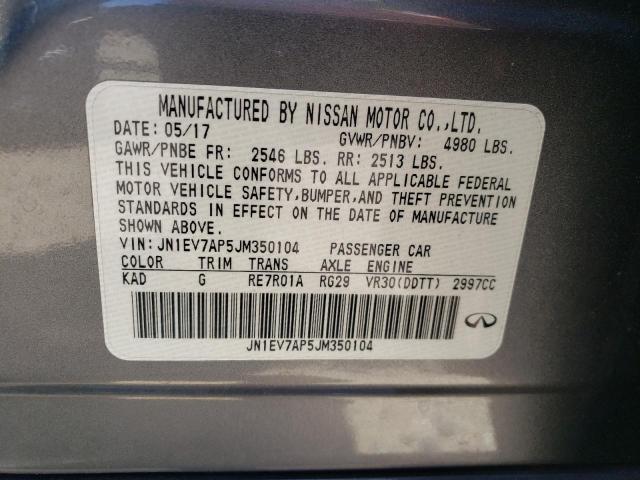 MANUFACTURED BY NISSAN MOTOR CO.,LTD.
DATE: 05/17 GVWR/PNBV: 4980 LBS.
GAWR/PNBE FR: 2546 LBS. RR: 2513 LBS.
THIS VEHICLE CONFORMS TO ALL APPLICABLE FEDERAL
MOTOR VEHICLE SAFETY,BUMPER,AND THEFT PREVENTION
STANDARDS IN EFFECT ON THE DATE OF MANUFACTURE
SHOWN ABOVE.
VIN: JN1EV7AP5JM350104 PASSENGER CAR
COLOR TRIM TRANS AXLE ENGINE
KAD G RE7R01A RG29 VR30(DDTT) 2997CC
JN1EV7AP5JM350104